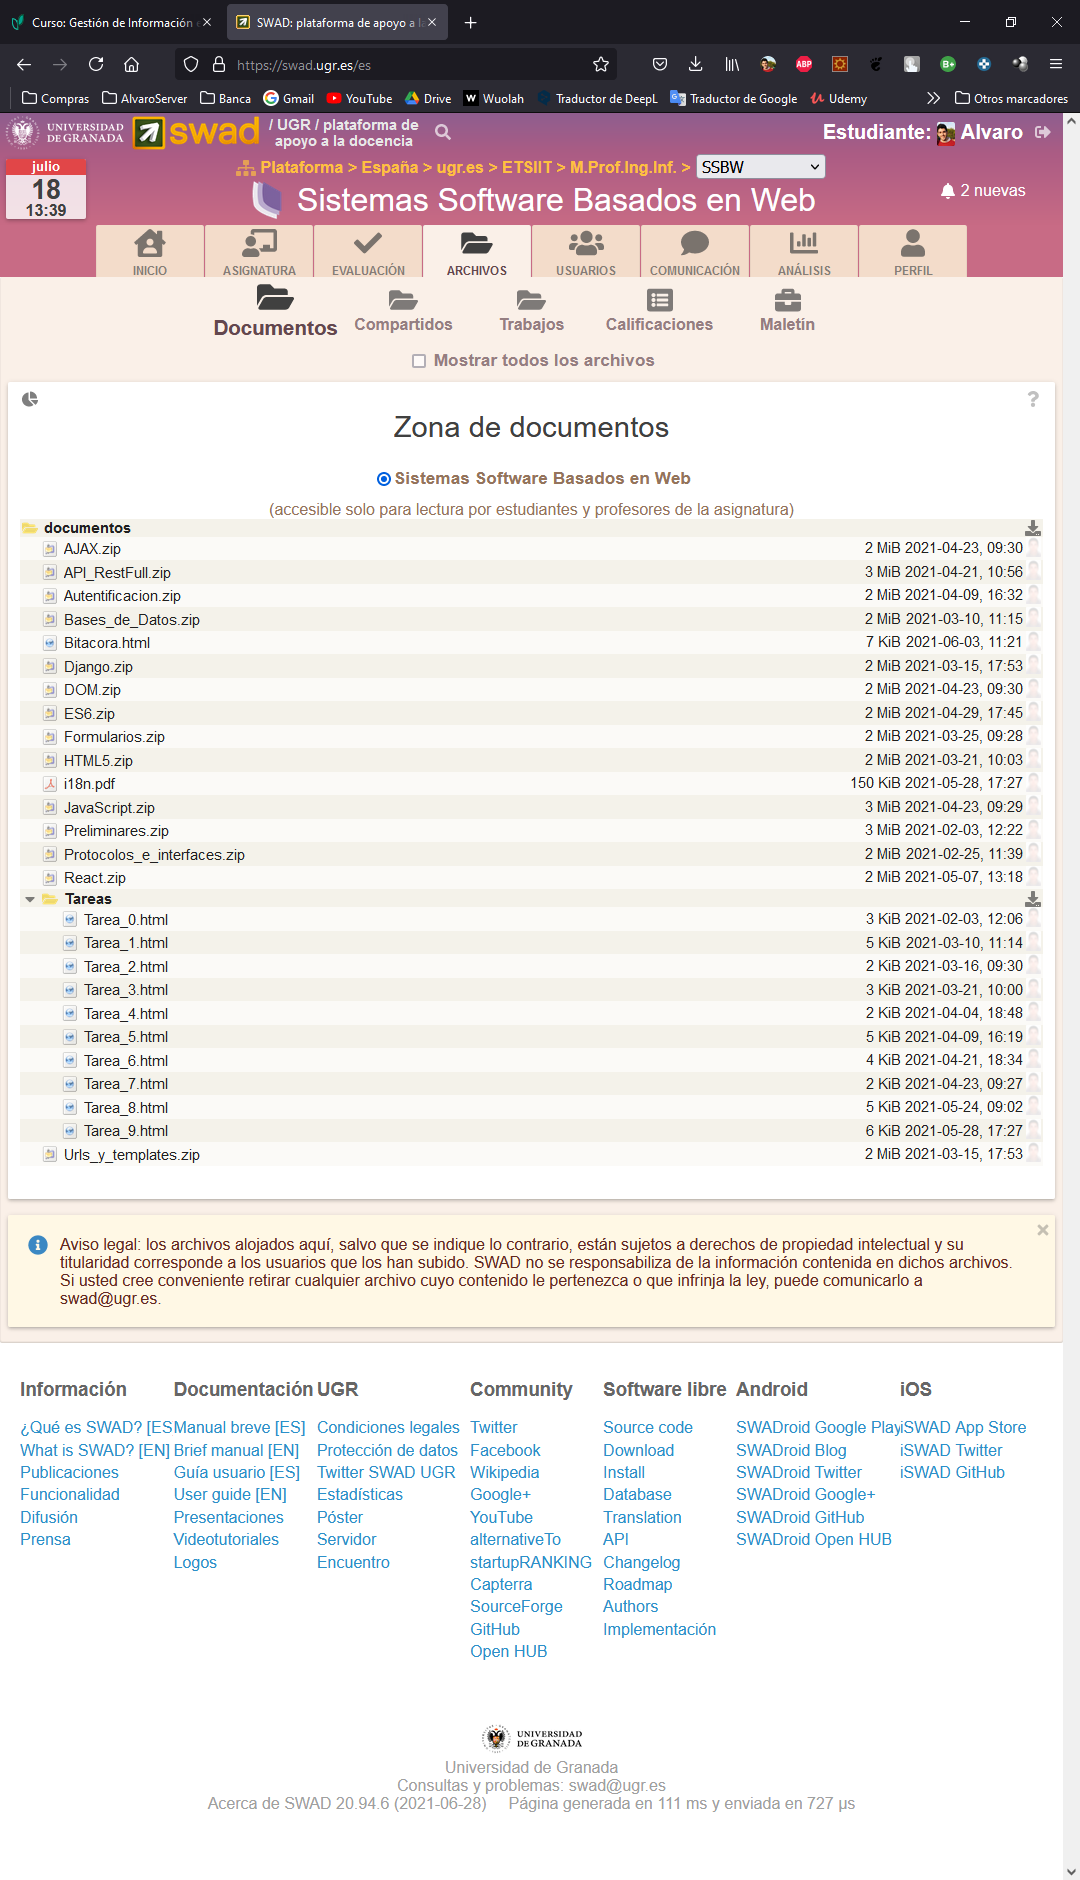 Curso: Gestión de Información
SWAD: plataforma de apoyo a l
https://swad.ugr.es/es
ABP
B+
Compras
AlvaroServer
Banca
Gmail
YouTube
Drive
Wuolah
Traductor de DeepL
Traductor de Google
Udemy
Otros marcadores
UNIVERSIDAD DE GRANADA
swad
/ UGR / plataforma de apoyo a la docencia
Estudiante: Alvaro
julio
18
13:39
Plataforma > España > ugr.es > ETSIIT > M.Prof.Ing.Inf. > SSBW
Sistemas Software Basados en Web
2 nuevas
INICIO
ASIGNATURA
EVALUACIÓN
ARCHIVOS
USUARIOS
COMUNICACIÓN
ANÁLISIS
PERFIL
Documentos
Compartidos
Trabajos
Calificaciones
Maletín
Mostrar todos los archivos
?
Zona de documentos
Sistemas Software Basados en Web
(accesible solo para lectura por estudiantes y profesores de la asignatura)
documentos
AJAX.zip 2 MiB 2021-04-23, 09:30
API_RestFull.zip 3 MiB 2021-04-21, 10:56
Autentificacion.zip 2 MiB 2021-04-09, 16:32
Bases_de_Datos.zip 2 MiB 2021-03-10, 11:15
Bitacora.html 7 KiB 2021-06-03, 11:21
Django.zip 2 MiB 2021-03-15, 17:53
DOM.zip 2 MiB 2021-04-23, 09:30
ES6.zip 2 MiB 2021-04-29, 17:45
Formularios.zip 2 MiB 2021-03-25, 09:28
HTML5.zip 2 MiB 2021-03-21, 10:03
i18n.pdf 150 KiB 2021-05-28, 17:27
JavaScript.zip 3 MiB 2021-04-23, 09:29
Preliminares.zip 3 MiB 2021-02-03, 12:22
Protocolos_e_interfaces.zip 2 MiB 2021-02-25, 11:39
React.zip 2 MiB 2021-05-07, 13:18
Tareas
Tarea_0.html 3 KiB 2021-02-03, 12:06
Tarea_1.html 5 KiB 2021-03-10, 11:14
Tarea_2.html 2 KiB 2021-03-16, 09:30
Tarea_3.html 3 KiB 2021-03-21, 10:00
Tarea_4.html 2 KiB 2021-04-04, 18:48
Tarea_5.html 5 KiB 2021-04-09, 16:19
Tarea_6.html 4 KiB 2021-04-21, 18:34
Tarea_7.html 2 KiB 2021-04-23, 09:27
Tarea_8.html 5 KiB 2021-05-24, 09:02
Tarea_9.html 6 KiB 2021-05-28, 17:27
Urls_y_templates.zip 2 MiB 2021-03-15, 17:53
Aviso legal: los archivos alojados aquí, salvo que se indique lo contrario, están sujetos a derechos de propiedad intelectual y su
titularidad corresponde a los usuarios que los han subido. SWAD no se responsabiliza de la información contenida en dichos archivos.
Si usted cree conveniente retirar cualquier archivo cuyo contenido le pertenezca o que infrinja la ley, puede comunicarlo a
swad@ugr.es.
Información
¿Qué es SWAD? [ES
What is SWAD? [EN]
Publicaciones
Funcionalidad
Difusión
Prensa
Documentación
Manual breve [ES]
Brief manual [EN]
Guía usuario [ES]
User guide [EN]
Presentaciones
Videotutoriales
Logos
UGR
Condiciones legales
Protección de datos
Twitter SWAD UGR
Estadísticas
Póster
Servidor
Encuentro
Community
Twitter
Facebook
Wikipedia
Google+
YouTube
alternativeTo
startupRANKING
Capterra
SourceForge
GitHub
Open HUB
Software libre
Source code
Download
Install
Database
Translation
API
Changelog
Roadmap
Authors
Implementación
Android
SWADroid Google Play
SWADroid Blog
SWADroid Twitter
SWADroid Google+
SWADroid GitHub
SWADroid Open HUB
iOS
iSWAD App Store
iSWAD Twitter
iSWAD GitHub
UNIVERSIDAD DE GRANADA
Universidad de Granada
Consultas y problemas: swad@ugr.es
Acerca de SWAD 20.94.6 (2021-06-28) Página generada en 111 ms y enviada en 727 µs